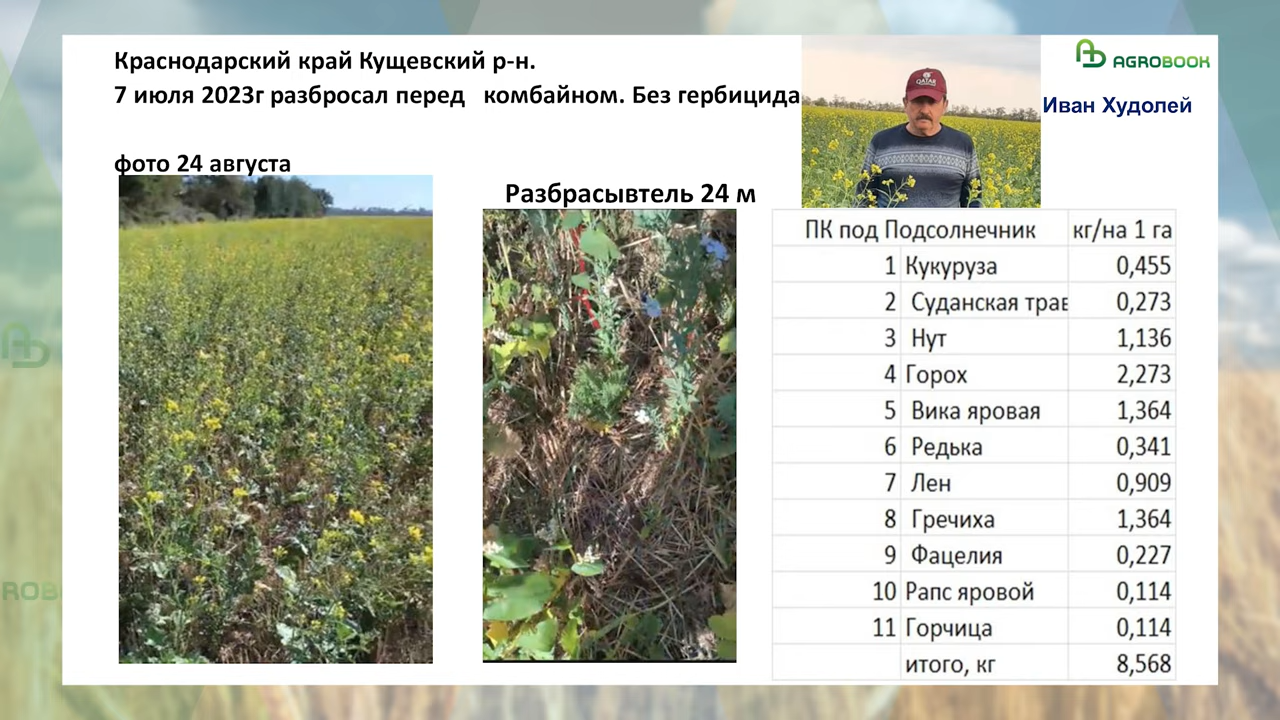 Краснодарский край Кущевский р-н.
7 июля 2023г разбросал перед комбайном. Без гербицида
фото 24 августа
Разбрасывтель 24 м
AGROBOOK
Иван Худолей
QATAR
ПК под Подсолнечник кг/на 1 га
1 Кукуруза 0,455
2 Суданская трав 0,273
3 Нут 1,136
4 Горох 2,273
5 Вика яровая 1,364
6 Редька 0,341
7 Лен 0,909
8 Гречиха 1,364
9 Фацелия 0,227
10 Рапс яровой 0,114
11 Горчица 0,114
итого, кг 8,568